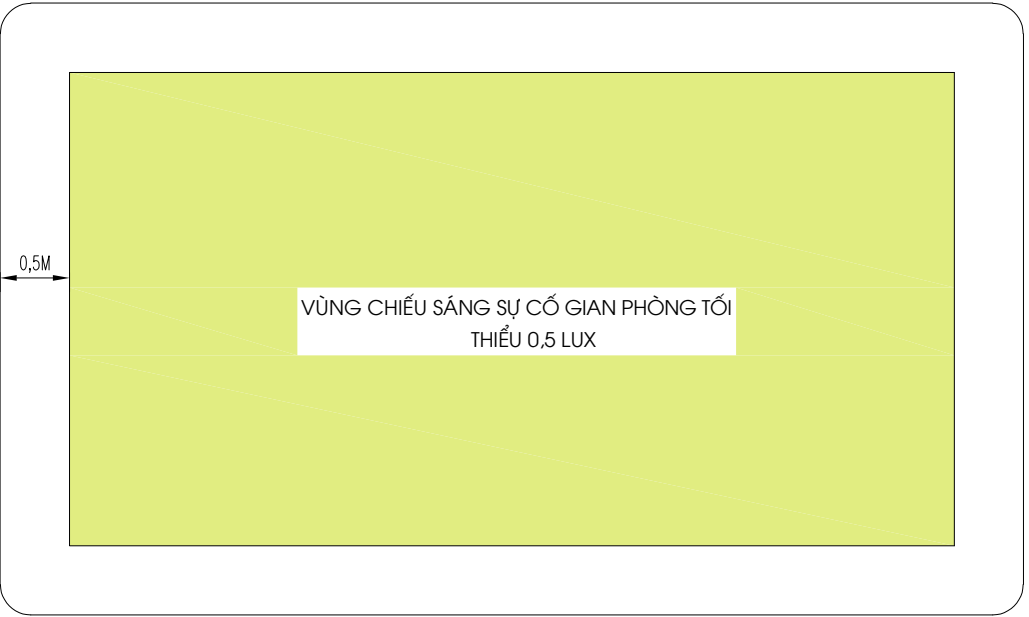 0,5M
VÙNG CHIẾU SÁNG SỰ CỐ GIAN PHÒNG TỐI
THIỂU 0,5 LUX